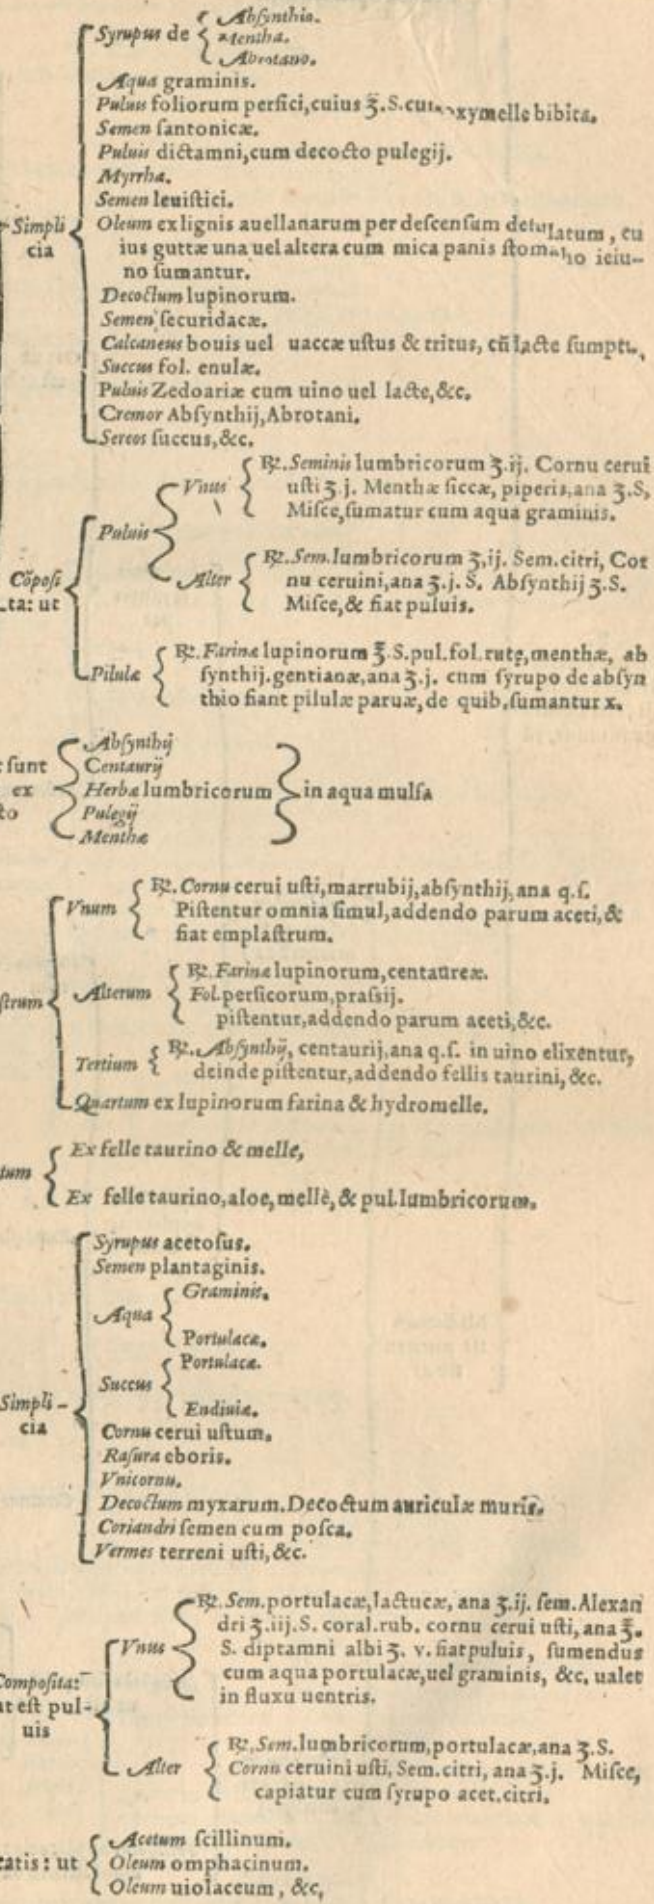 Syrupus de
Absynthio.
Mentha.
Abrotano.
Aqua graminis.
Puluis foliorum persici, cuius ʒ.S. cum oxymelle bibita.
Semen santonicæ.
Puluis dictamni, cum decocto pulegij.
Myrrha.
Semen leuistici.
Simpli
cia
Oleum ex lignis auellanarum per descensum , cu
ius guttæ una uel altera cum mica panis ieiu-
no sumantur.
Decoctum lupinorum.
Semen securidacæ.
Calcaneus bouis uel uaccæ ustus & tritus, cū lacte sumpt
Succus fol. enulæ.
Puluis Zedoariæ cum uino uel lacte, &c.
Cremor Absynthij, Abrotani.
Sereos succus, &c.
Cōposi
ta: ut
Puluis
Vnus
℞. Seminis lumbricorum ʒ.ij. Cornu cerui
usti ʒ.j. Menthæ siccæ, piperis, ana ʒ.S,
Misce, sumatur cum aqua graminis.
Alter
℞. Sem. lumbricorum ʒ.ij. Sem. citri, Cor
nu ceruini, ana ʒ.j.S. Absynthij ʒ.S.
Misce, & fiat puluis.
Pilulæ
℞. Farinæ lupinorum ℥.S. pul. fol. rutę, menthæ, ab
synthij. gentianæ, ana ʒ.j. cum syrupo de absyn
thio fiant pilulæ paruæ, de quib. sumantur x.
sunt
ex
to
Absynthij
Centaurij
Herbæ lumbricorum
Pulegij
Menthæ
in aqua mulsa
strum
Vnum
℞. Cornu cerui usti, marrubij, absynthij, ana q.s.
Pistentur omnia simul, addendo parum aceti, &
fiat emplastrum.
Alterum
℞. Farinæ lupinorum, centaureæ.
Fol. persicorum, prassij.
pistentur, addendo parum aceti, &c.
Tertium
℞. Absynthij, centaurij, ana q.s. in uino elixentur,
deinde pistentur, addendo fellis taurini, &c.
Quartum ex lupinorum farina & hydromelle.
tum
Ex felle taurino & melle,
Ex felle taurino, aloe, melle, & pul. lumbricorum.
Simpli-
cia
Syrupus acetosus.
Semen plantaginis.
Aqua
Graminis.
Portulacæ.
Succus
Portulacæ.
Endiuiæ.
Cornu cerui ustum.
Rasura eboris.
Vnicornu.
Decoctum myxarum. Decoctum auriculæ muris.
Coriandri semen cum posca.
Vermes terreni usti, &c.
Composita:
ut est pul-
uis
Vnus
℞. Sem. portulacæ, lactucæ, ana ʒ.ij. sem. Alexan
dri ʒ.iij.S. coral. rub. cornu cerui usti, ana ℥.
S. diptamni albi ʒ. v. fiat puluis, sumendus
cum aqua portulacæ, uel graminis, &c. ualet
in fluxu uentris.
Alter
℞. Sem. lumbricorum, portulacæ, ana ʒ.S.
Cornu ceruini usti, Sem. citri, ana ʒ.j. Misce,
capiatur cum syrupo acet. citri.
tatis: ut
Acetum scillinum.
Oleum omphacinum.
Oleum uiolaceum, &c.